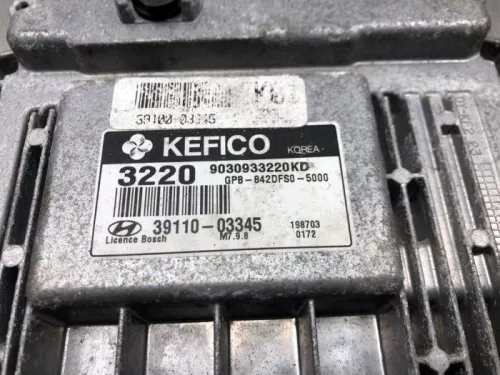 39100-03345
KEFICO
KOREA
3220
9030933220KD
GPB-842DFS0-5000
39110-03345
198703
Licence Bosch
M7.9.8
0172